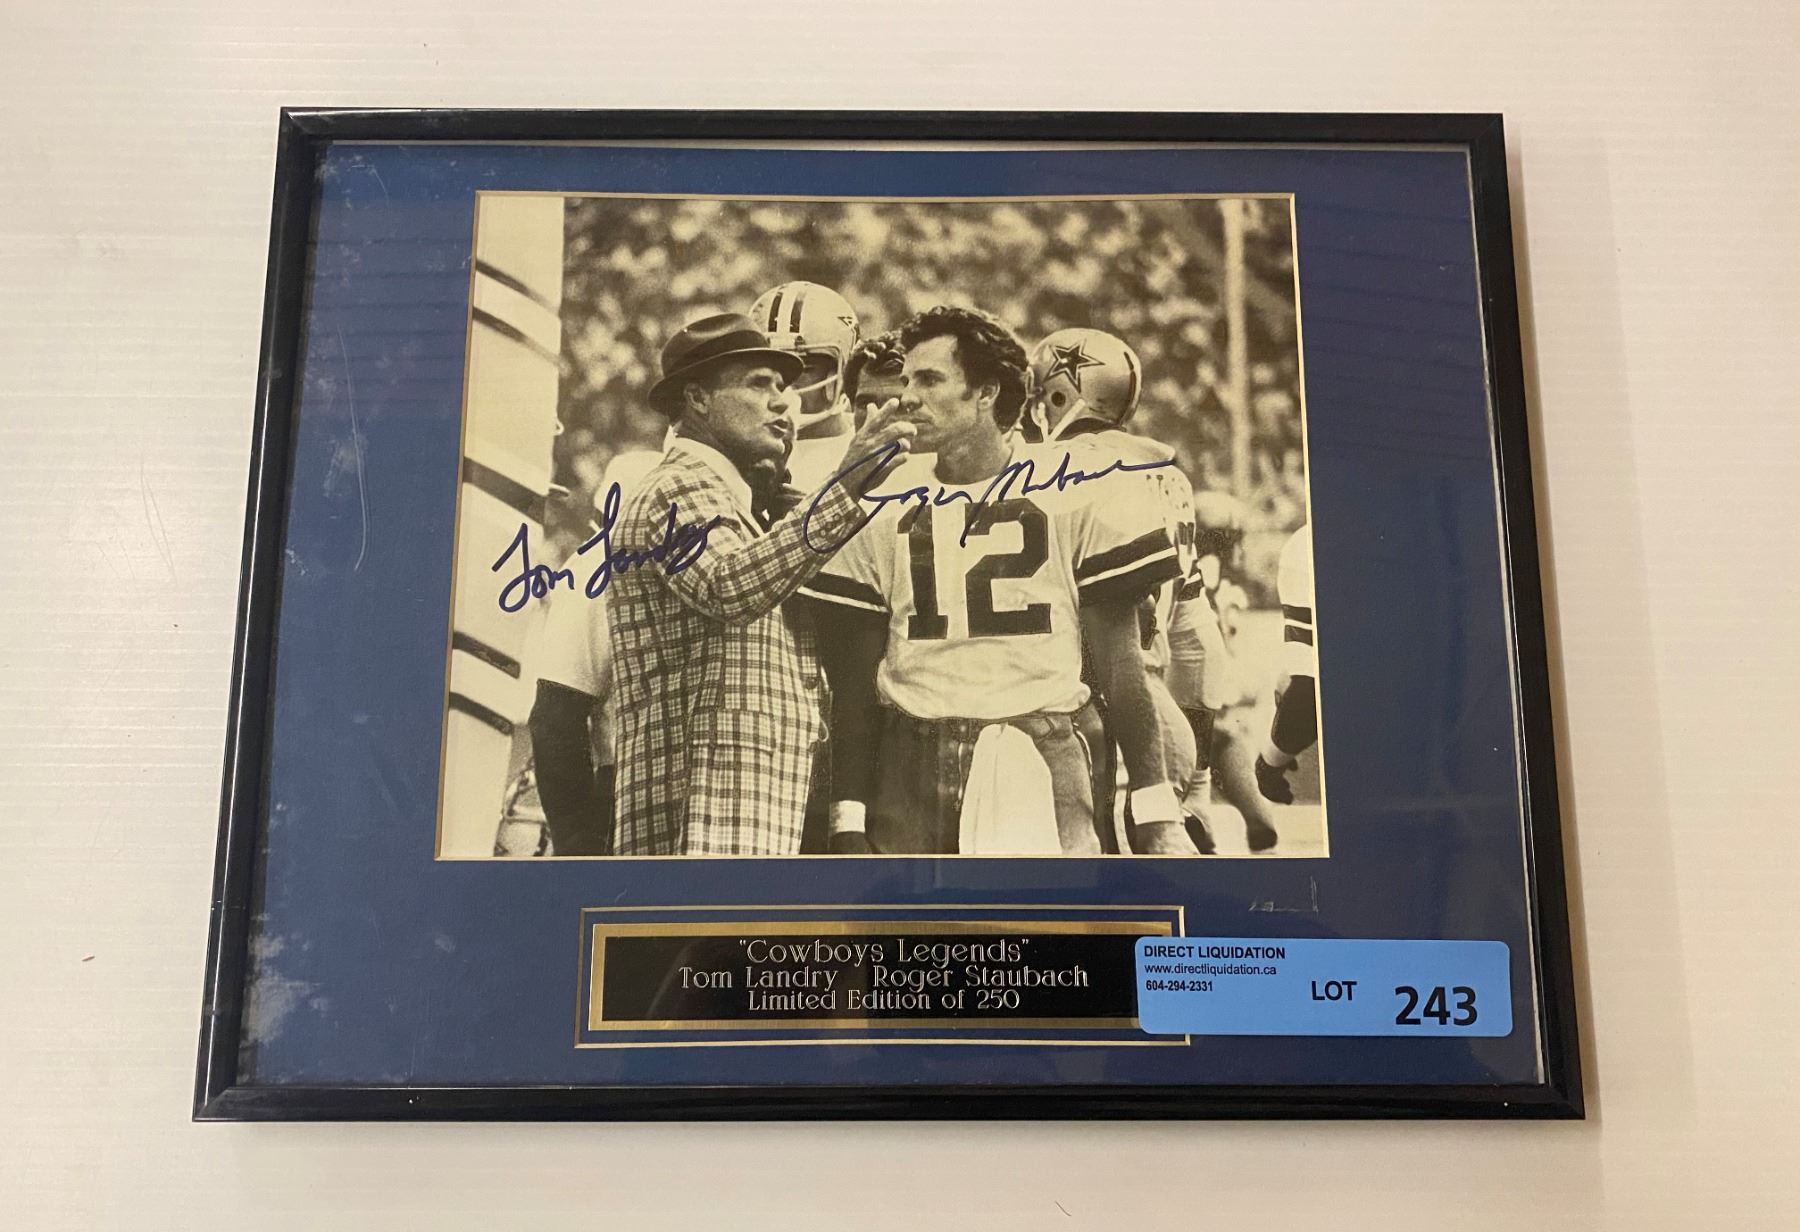 Tom Landry
Roger Staubach
12
"Cowboys Legends"
Tom Landry Roger Staubach
Limited Edition of 250
DIRECT LIQUIDATION
www.directliquidation.ca
604-294-2331
LOT 243